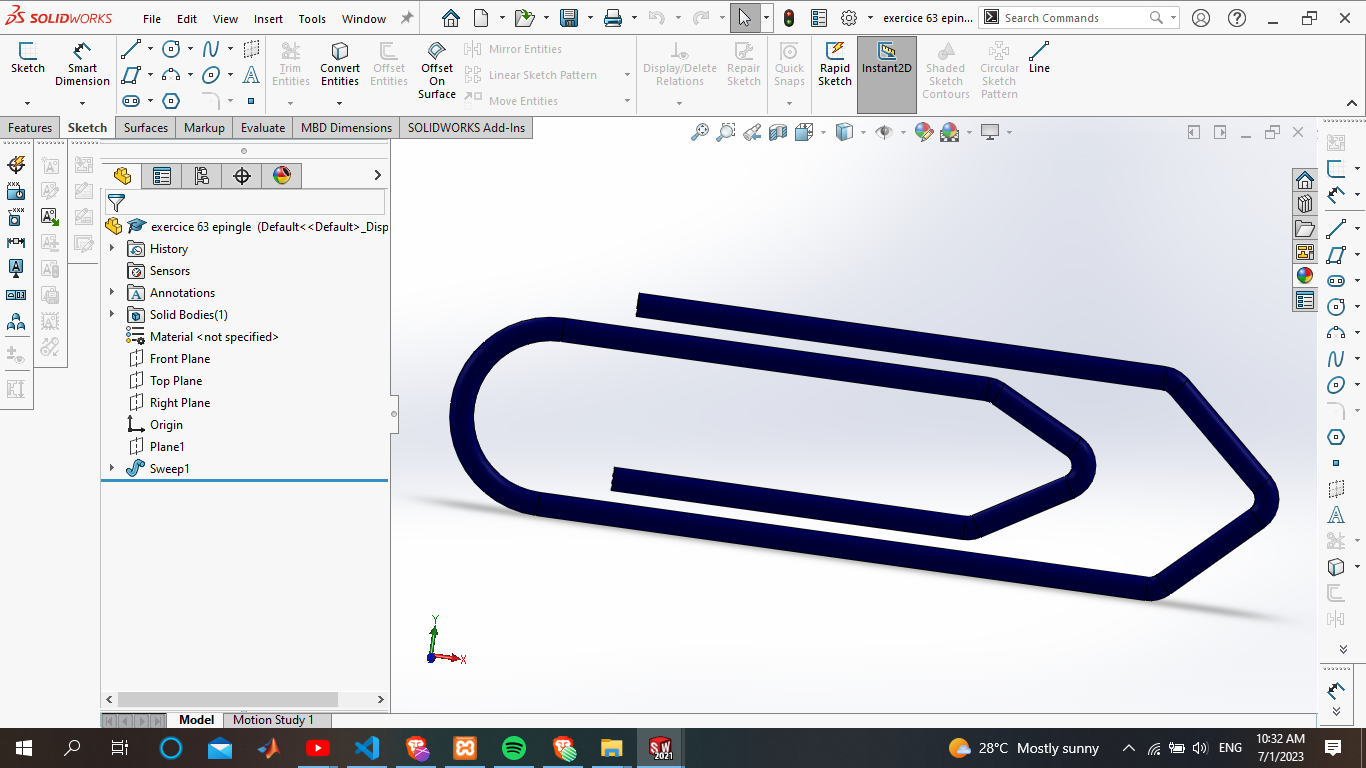 SOLIDWORKS
File Edit View Insert Tools Window
exercice 63 epin...
Search Commands
Sketch
Smart Dimension
Trim Entities
Convert Entities
Offset Entities
Offset On Surface
Mirror Entities
Linear Sketch Pattern
Move Entities
Display/Delete Relations
Repair Sketch
Quick Snaps
Rapid Sketch
Instant2D
Shaded Sketch Contours
Circular Sketch Pattern
Line
Features Sketch Surfaces Markup Evaluate MBD Dimensions SOLIDWORKS Add-Ins
exercice 63 epingle (Default<<Default>_Disp
History
Sensors
Annotations
Solid Bodies(1)
Material <not specified>
Front Plane
Top Plane
Right Plane
Origin
Plane1
Sweep1
Y
X
Model Motion Study 1
SW 2021
28°C Mostly sunny
ENG
10:32 AM
7/1/2023